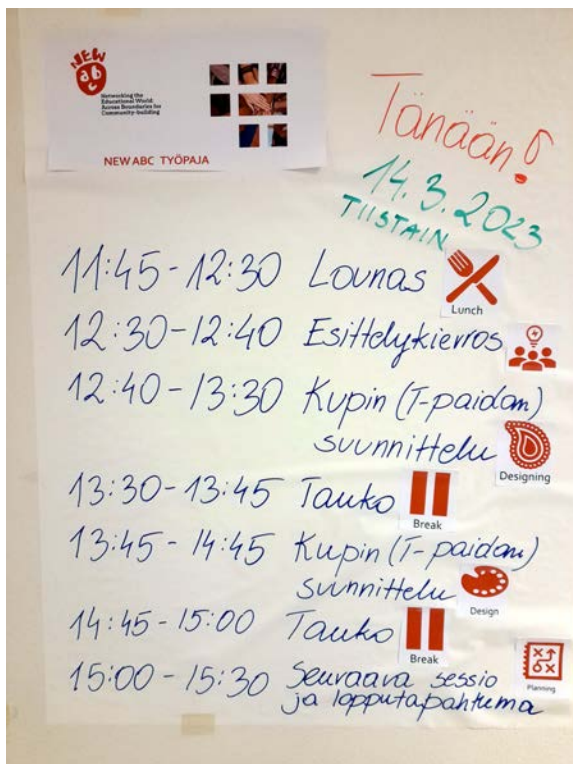 NEW
abc
Networking the
Educational World:
Across Boundaries for
Community-building
NEW ABC TYÖPAJA
Tänään!
14.3.2023
TIISTAIN
11:45-12:30 Lounas
Lunch
12:30-12:40 Esittelykierros
12:40-13:30 Kupin (T-paidan)
suunnittelu
Designing
13:30-13:45 Tauko
Break
13:45-14:45 Kupin (T-paidan)
suunnittelu
Design
14:45-15:00 Tauko
Break
15:00-15:30 Seuraava sessio
ja lopputapahtuma
Planning